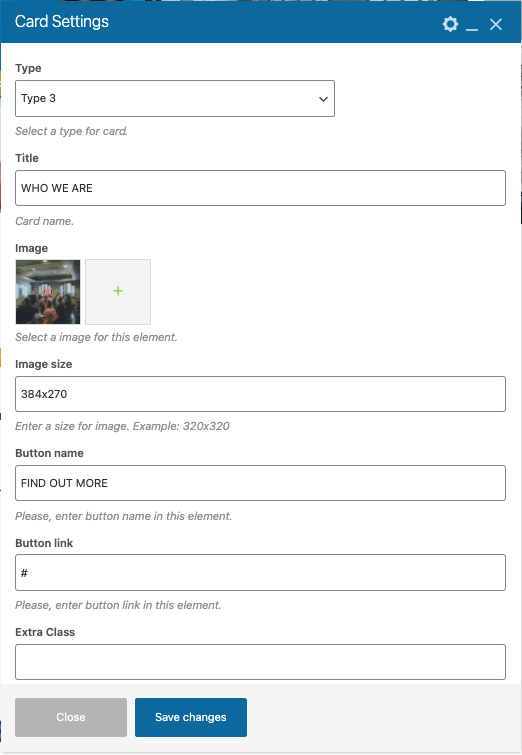 Card Settings
Type
Type 3
Select a type for card.
Title
WHO WE ARE
Card name.
Image
+
Select a image for this element.
Image size
384x270
Enter a size for image. Example: 320x320
Button name
FIND OUT MORE
Please, enter button name in this element.
Button link
#
Please, enter button link in this element.
Extra Class
Close
Save changes